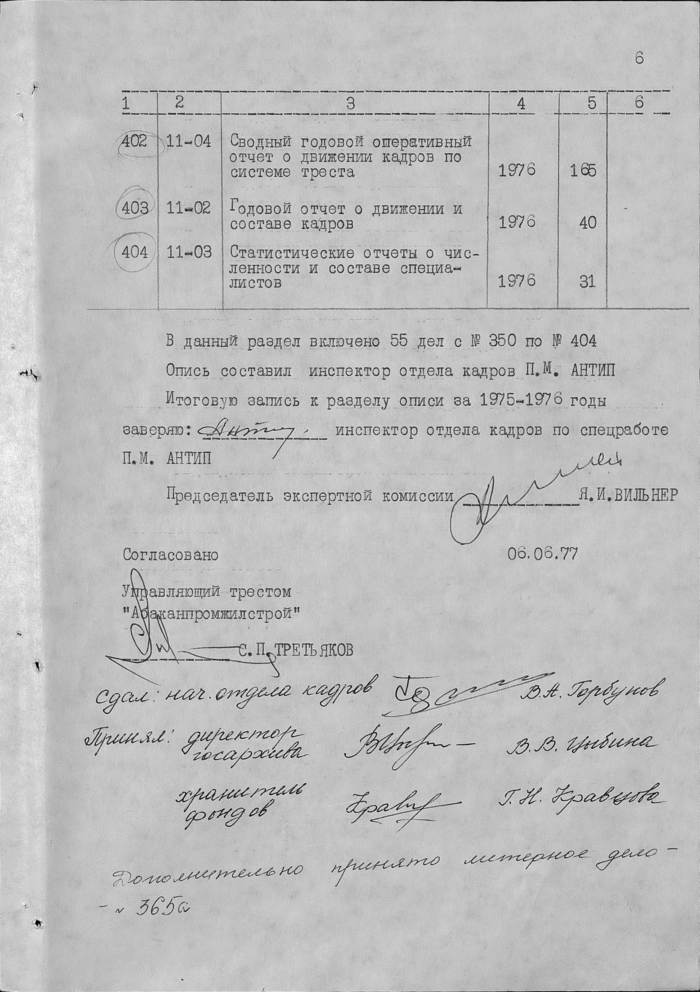 6
1 2 3 4 5 6
402 11-04 Сводный годовой оперативный
отчет о движении кадров по
системе треста 1976 165
403 11-02 Годовой отчет о движении и
составе кадров 1976 40
404 11-03 Статистические отчеты о чис-
ленности и составе специа-
листов 1976 31
В данный раздел включено 55 дел с № 350 по № 404
Опись составил инспектор отдела кадров П.М. АНТИП
Итоговую запись к разделу описи за 1975-1976 годы
заверяю: Антип. инспектор отдела кадров по спецработе
П.М. АНТИП
Председатель экспертной комиссии Я.И.ВИЛЬНЕР
Согласовано 06.06.77
Управляющий трестом
"Абаканпромжилстрой"
С.П.ТРЕТЬЯКОВ
Сдал: нач. отдела кадров В.А. Горбунов
Принял: директор
госархива В.В. Цыбина
хранитель
фондов Г.Н. Кравцова
Дополнительно принято литерное дело -
- № 365а